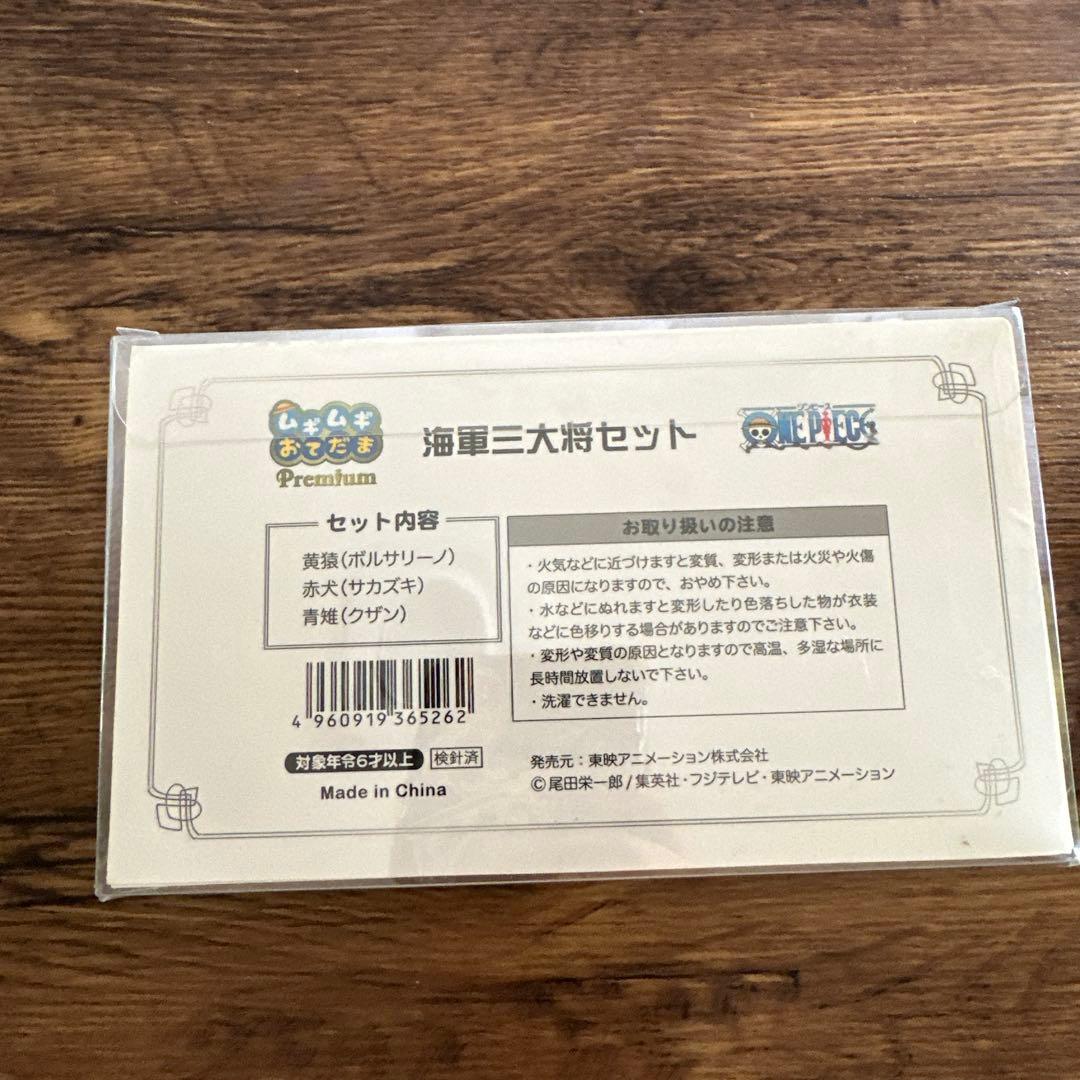 ムギムギ
おてだま
Premium
海軍三大将セット
ワンピース
ONE PIECE
セット内容
黄猿(ボルサリーノ)
赤犬(サカズキ)
青雉(クザン)
お取り扱いの注意
・火気などに近づけますと変質、変形または火災や火傷
の原因になりますので、おやめ下さい。
・水などにぬれますと変形したり色落ちした物が衣装
などに色移りする場合がありますのでご注意下さい。
・変形や変質の原因となりますので高温、多湿な場所に
長時間放置しないで下さい。
・洗濯できません。
4 960919 365262
対象年令6才以上 検針済
Made in China
発売元：東映アニメーション株式会社
©尾田栄一郎/集英社・フジテレビ・東映アニメーション